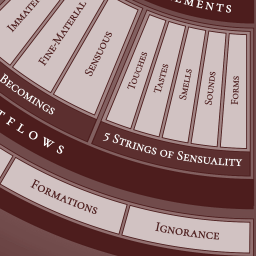 EMENTS
IMMATE
FINE-MATERIAL
SENSUOUS
TOUCHES
TASTES
SMELLS
SOUNDS
FORMS
BECOMINGS
5 STRINGS OF SENSUALITY
TFLOWS
FORMATIONS
IGNORANCE